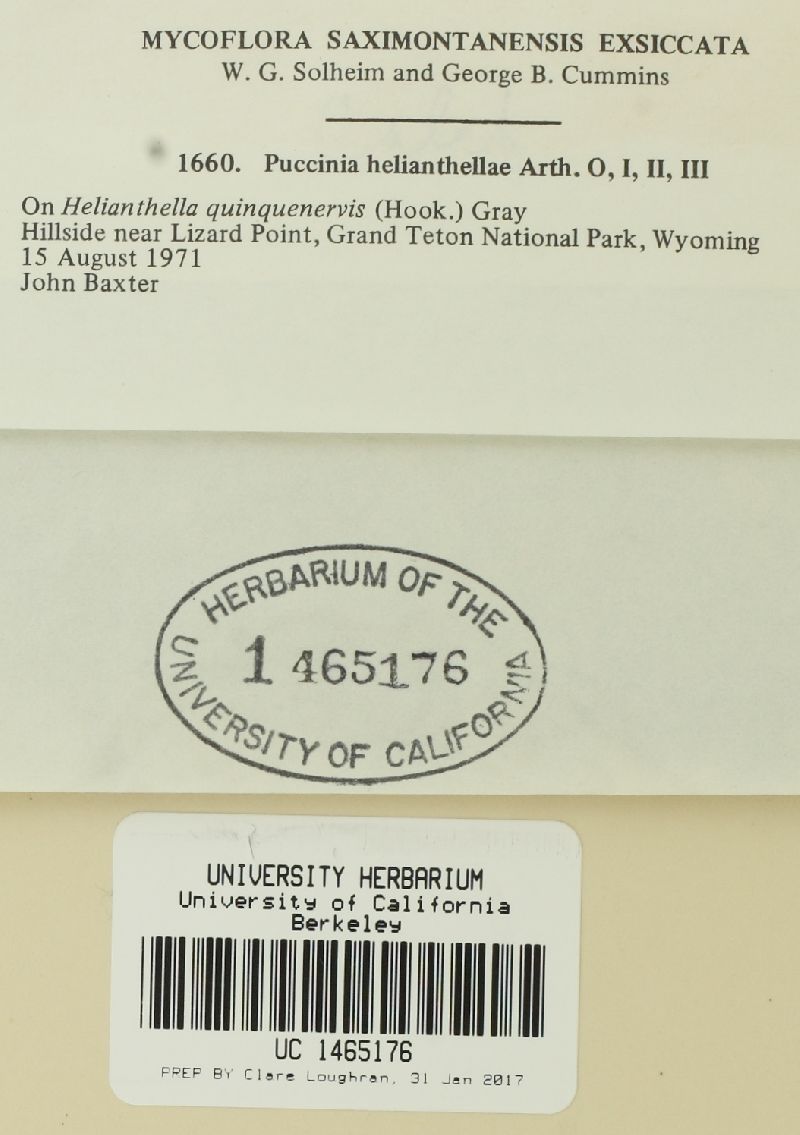 MYCOFLORA SAXIMONTANENSIS EXSICCATA
W. G. Solheim and George B. Cummins
1660. Puccinia helianthellae Arth. O, I, II, III
On Helianthella quinquenervis (Hook.) Gray
Hillside near Lizard Point, Grand Teton National Park, Wyoming
15 August 1971
John Baxter
HERBARIUM OF THE
1 465176
UNIVERSITY OF CALIFORNIA
UNIVERSITY HERBARIUM
University of California
Berkeley
UC 1465176
PREP BY Clare Loughran, 31 Jan 2017